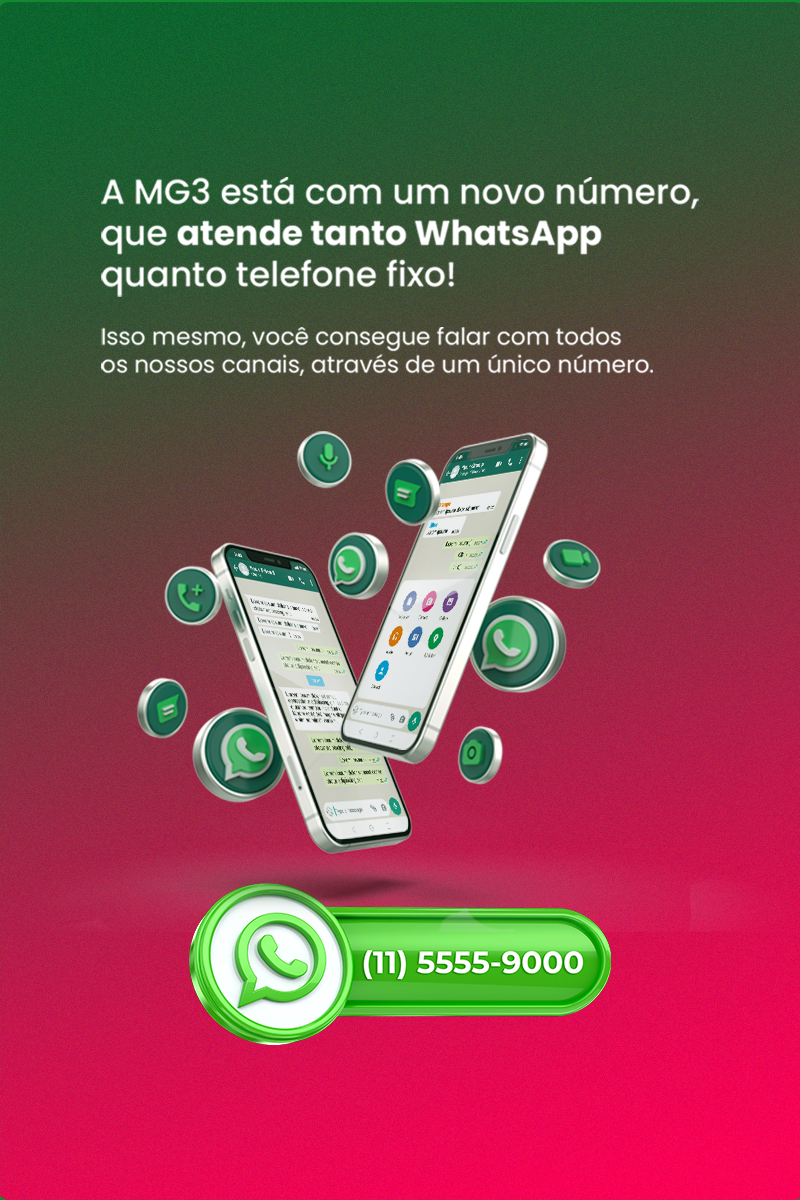 A MG3 está com um novo número,
que atende tanto WhatsApp
quanto telefone fixo!
Isso mesmo, você consegue falar com todos
os nossos canais, através de um único número.
(11) 5555-9000